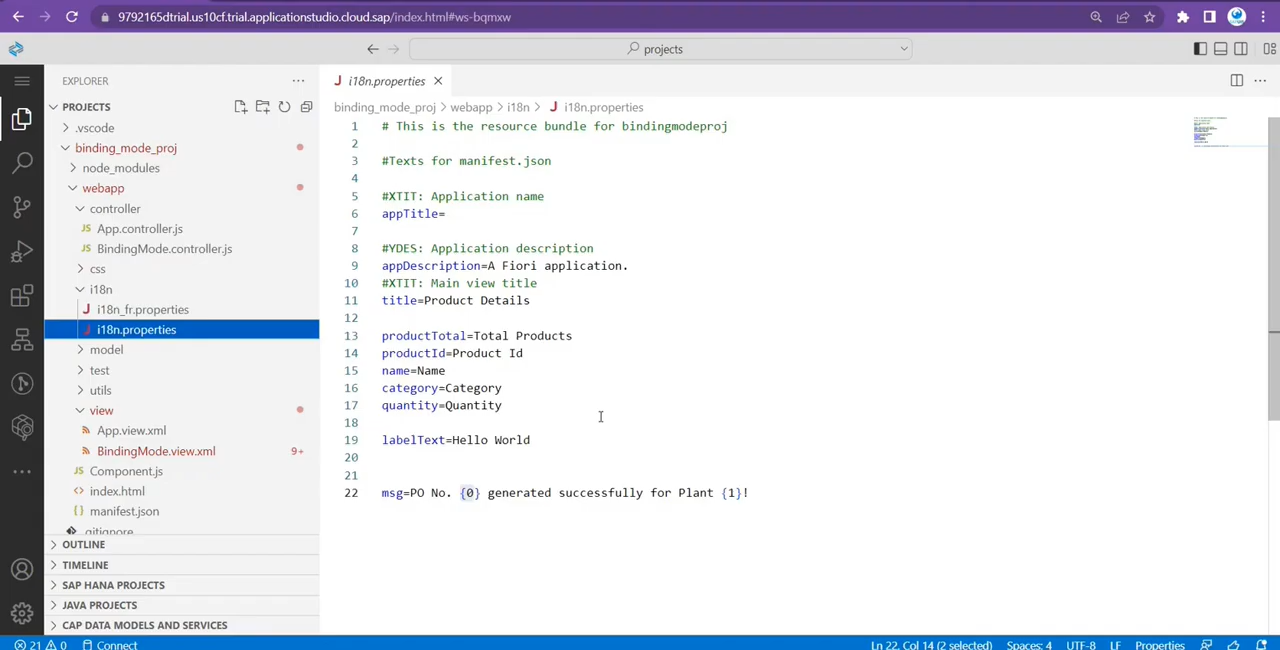 9792165dtrial.us10cf.trial.applicationstudio.cloud.sap/index.html#ws-bqmxw
projects
EXPLORER
PROJECTS
.vscode
binding_mode_proj
node_modules
webapp
controller
App.controller.js
BindingMode.controller.js
css
i18n
i18n_fr.properties
i18n.properties
model
test
utils
view
App.view.xml
BindingMode.view.xml 9+
Component.js
index.html
manifest.json
.gitignore
OUTLINE
TIMELINE
SAP HANA PROJECTS
JAVA PROJECTS
CAP DATA MODELS AND SERVICES
i18n.properties
binding_mode_proj > webapp > i18n > i18n.properties
1 # This is the resource bundle for bindingmodeproj
2
3 #Texts for manifest.json
4
5 #XTIT: Application name
6 appTitle=
7
8 #YDES: Application description
9 appDescription=A Fiori application.
10 #XTIT: Main view title
11 title=Product Details
12
13 productTotal=Total Products
14 productId=Product Id
15 name=Name
16 category=Category
17 quantity=Quantity
18
19 labelText=Hello World
20
21
22 msg=PO No. {0} generated successfully for Plant {1}!
21 0 Connect
Ln 22, Col 14 (2 selected) Spaces: 4 UTF-8 LF Properties